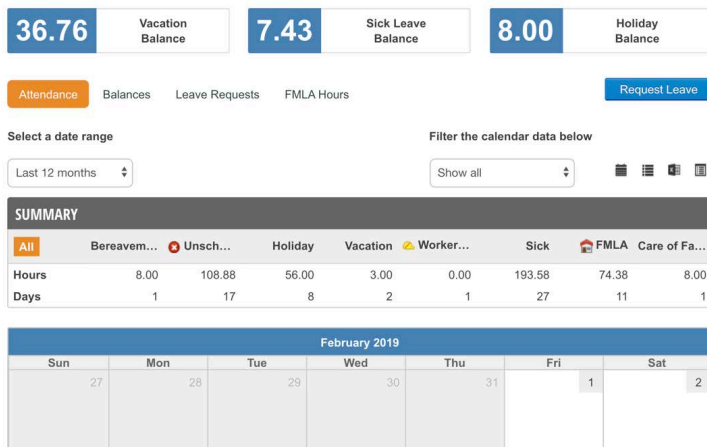 36.76 Vacation Balance 7.43 Sick Leave Balance 8.00 Holiday Balance
Attendance Balances Leave Requests FMLA Hours Request Leave
Select a date range Filter the calendar data below
Last 12 months Show all
SUMMARY
All Bereavem... Unsch... Holiday Vacation Worker... Sick FMLA Care of Fa...
Hours 8.00 108.88 56.00 3.00 0.00 193.58 74.38 8.00
Days 1 17 8 2 1 27 11 1
February 2019
Sun Mon Tue Wed Thu Fri Sat
27 28 29 30 31 1 2